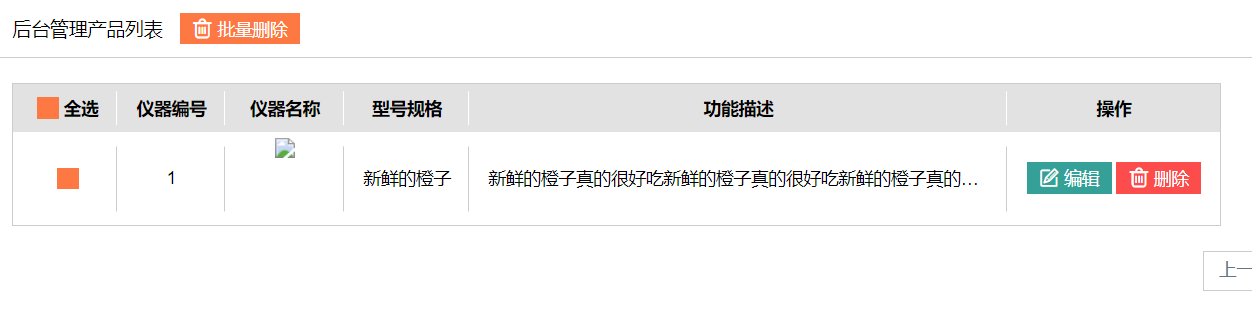 后台管理产品列表 批量删除
全选 仪器编号 仪器名称 型号规格 功能描述 操作
1 新鲜的橙子 新鲜的橙子真的很好吃新鲜的橙子真的很好吃新鲜的橙子真的… 编辑 删除
上一